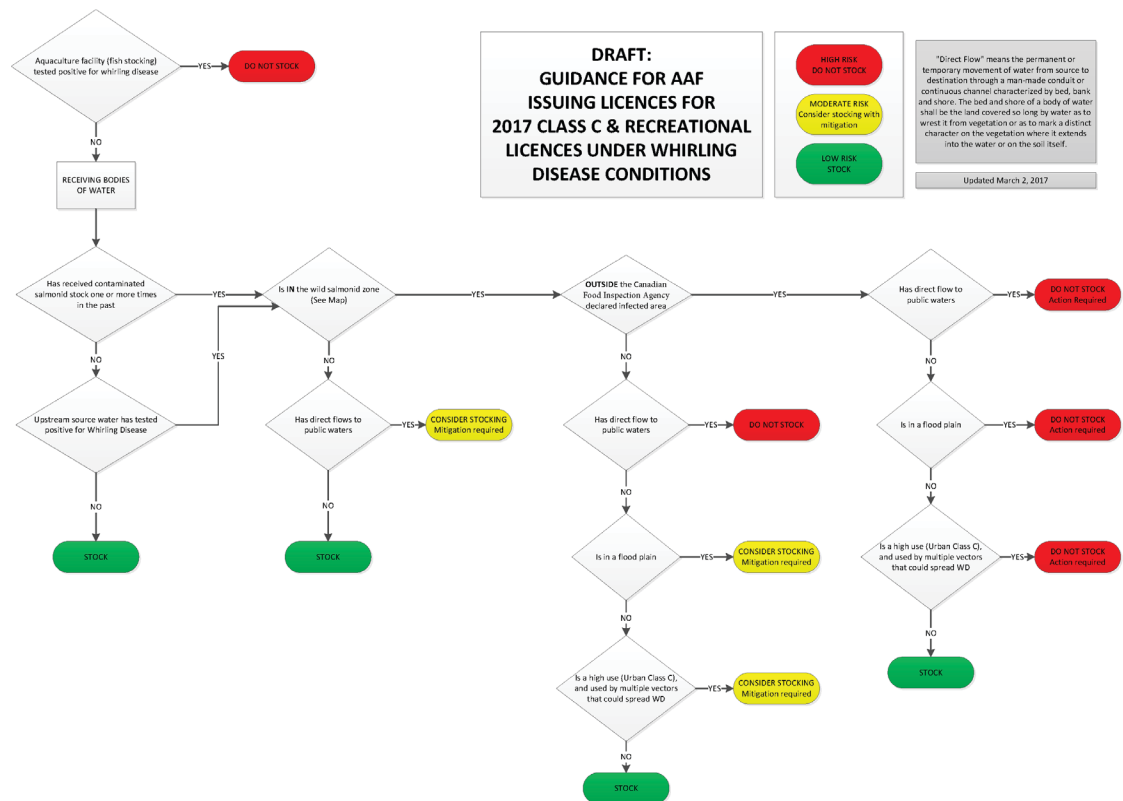 Aquaculture facility (fish stocking)
tested positive for whirling disease
YES
DO NOT STOCK
NO
RECEIVING BODIES
OF WATER
DRAFT:
GUIDANCE FOR AAF
ISSUING LICENCES FOR
2017 CLASS C & RECREATIONAL
LICENCES UNDER WHIRLING
DISEASE CONDITIONS
HIGH RISK
DO NOT STOCK
MODERATE RISK
Consider stocking with
mitigation
LOW RISK
STOCK
"Direct Flow" means the permanent or
temporary movement of water from source to
destination through a man-made conduit or
continuous channel characterized by bed, bank
and shore. The bed and shore of a body of water
shall be the land covered so long by water as to
wrest it from vegetation or as to mark a distinct
character on the vegetation where it extends
into the water or on the soil itself.
Updated March 2, 2017
Has received contaminated
salmonid stock one or more times
in the past
YES
NO
Upstream source water has tested
positive for Whirling Disease
YES
NO
STOCK
Is IN the wild salmonid zone
(See Map)
YES
NO
Has direct flows to
public waters
YES
CONSIDER STOCKING
Mitigation required
NO
STOCK
OUTSIDE the Canadian
Food Inspection Agency
declared infected area
YES
NO
Has direct flow to
public waters
YES
DO NOT STOCK
NO
Is in a flood plain
YES
CONSIDER STOCKING
Mitigation required
NO
Is a high use (Urban Class C),
and used by multiple vectors
that could spread WD
YES
CONSIDER STOCKING
Mitigation required
NO
STOCK
Has direct flow to
public waters
YES
DO NOT STOCK
Action Required
NO
Is in a flood plain
YES
DO NOT STOCK
Action required
NO
Is a high use (Urban Class C),
and used by multiple vectors
that could spread WD
YES
DO NOT STOCK
Action required
NO
STOCK